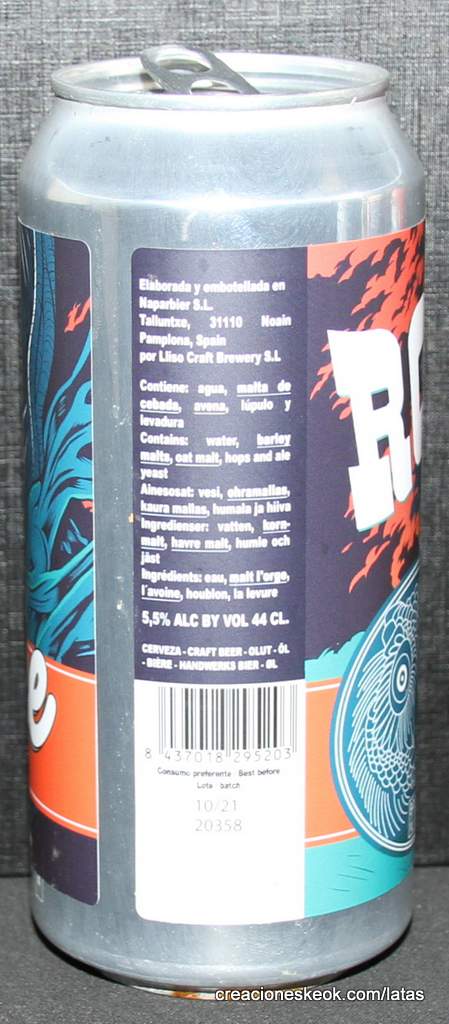 Elaborada y embotellada en
Naparbier S.L.
Talluntxe, 31110 Noain
Pamplona, Spain
por Lliso Craft Brewery S.L
Contiene: agua, malta de
cebada, avena, lúpulo y
levadura
Contains: water, barley
malts, oat malt, hops and ale
yeast
Ainesosat: vesi, ohramallas,
kaura mallas, humala ja hiiva
Ingredienser: vatten, korn-
malt, havre malt, humle och
jäst
Ingrédients: eau, malt l'orge,
l'avoine, houblon, la levure
5,5% ALC BY VOL 44 CL.
CERVEZA - CRAFT BEER - OLUT - ÖL
- BIÈRE - HANDWERKS BIER - ØL
8 437018 295203
Consumo preferente / Best before
Lote / batch
10/21
20358
R
e
creacioneskeok.com/latas